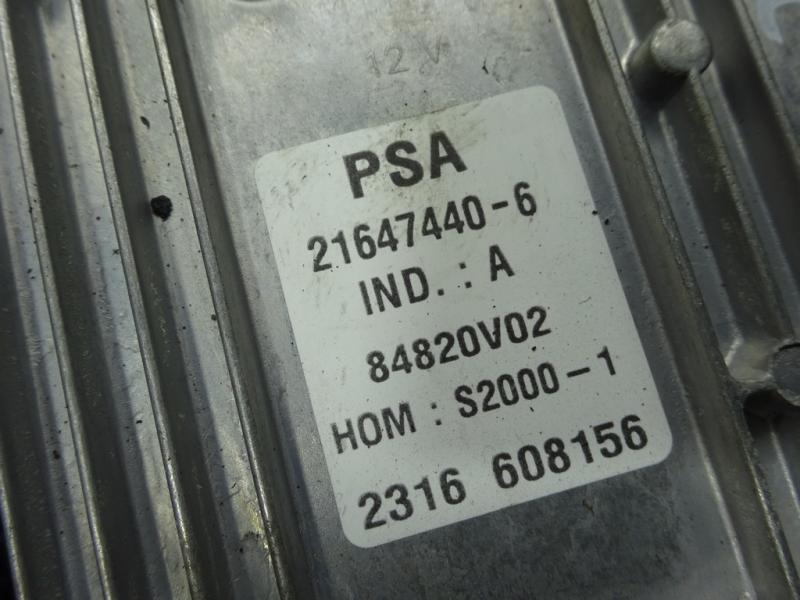 12 V
PSA
21647440-6
IND. : A
84820V02
HOM : S2000-1
2316 608156